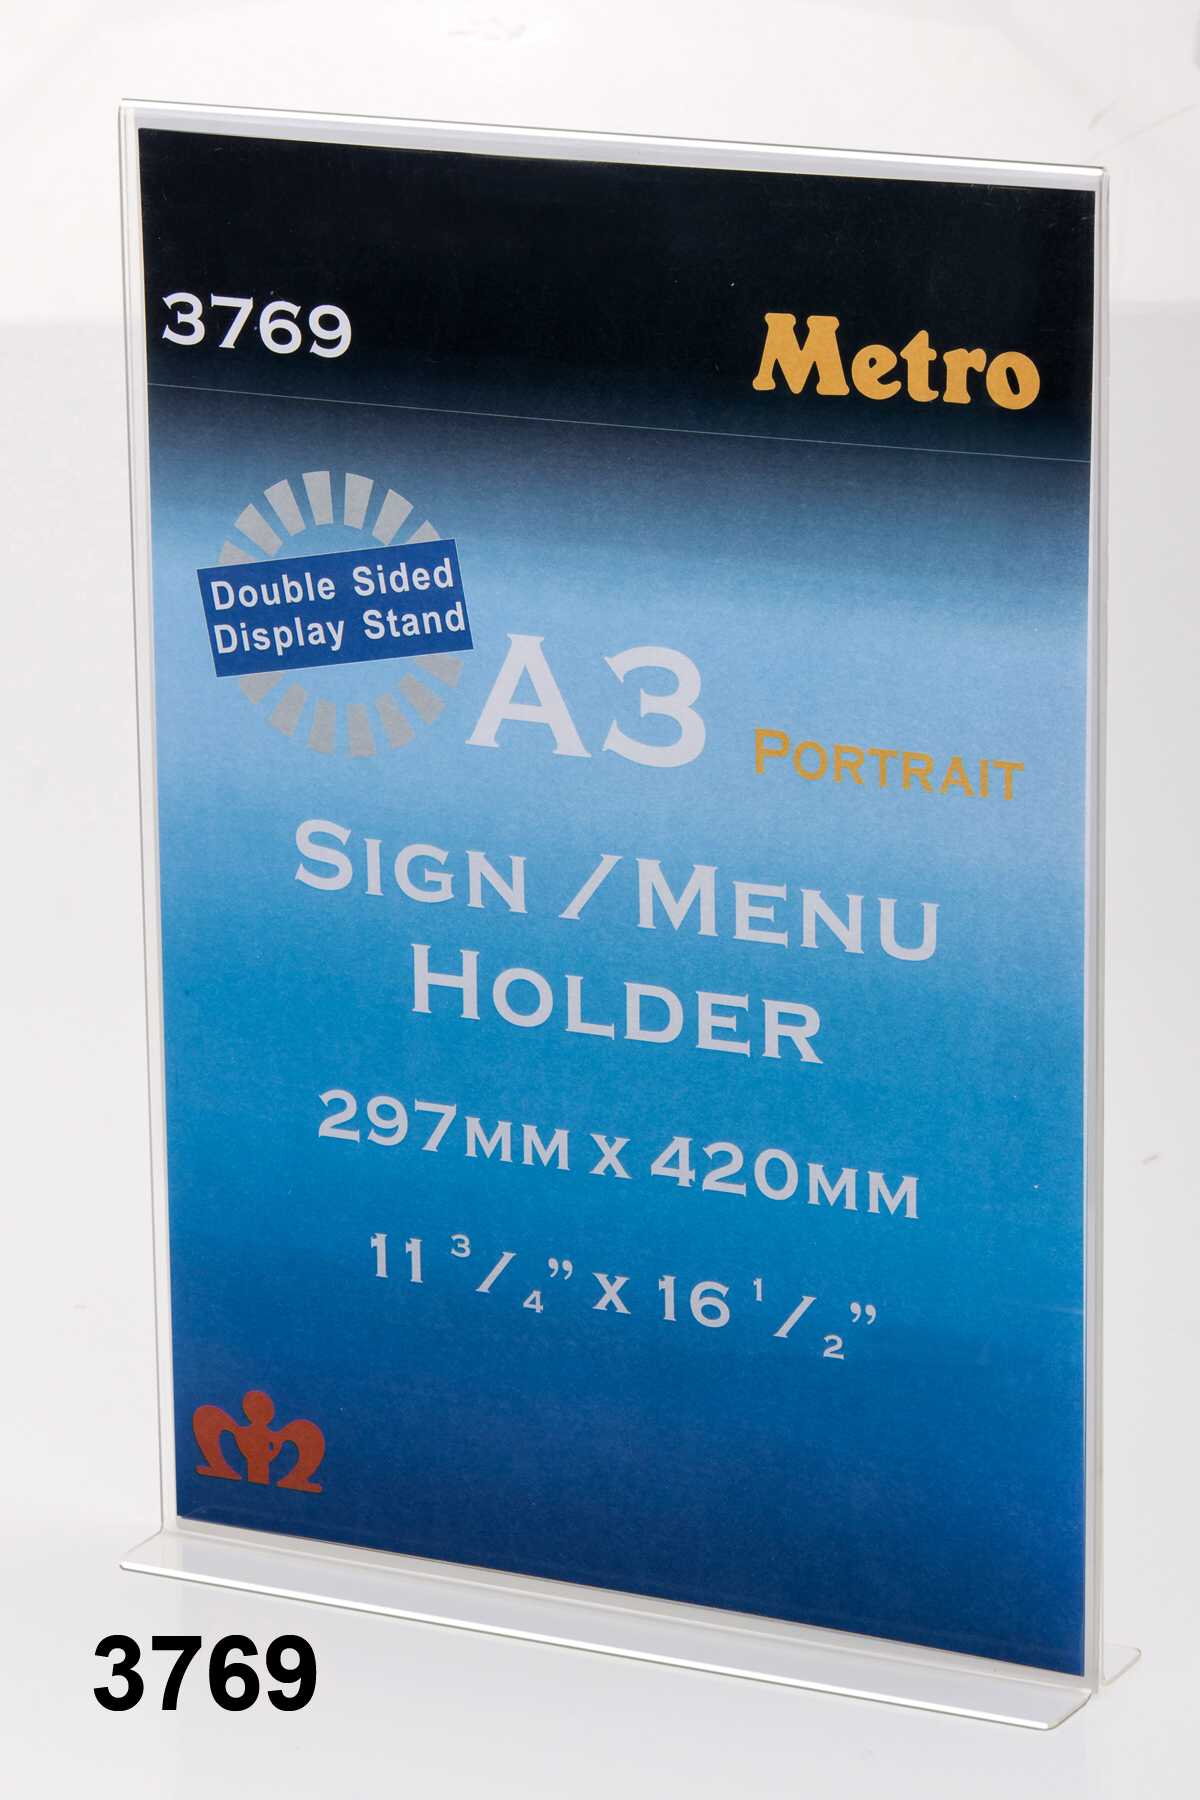 3769
Metro
Double Sided
Display Stand
A3 PORTRAIT
SIGN / MENU
HOLDER
297MM X 420MM
11 3/4” X 16 1/2”
3769